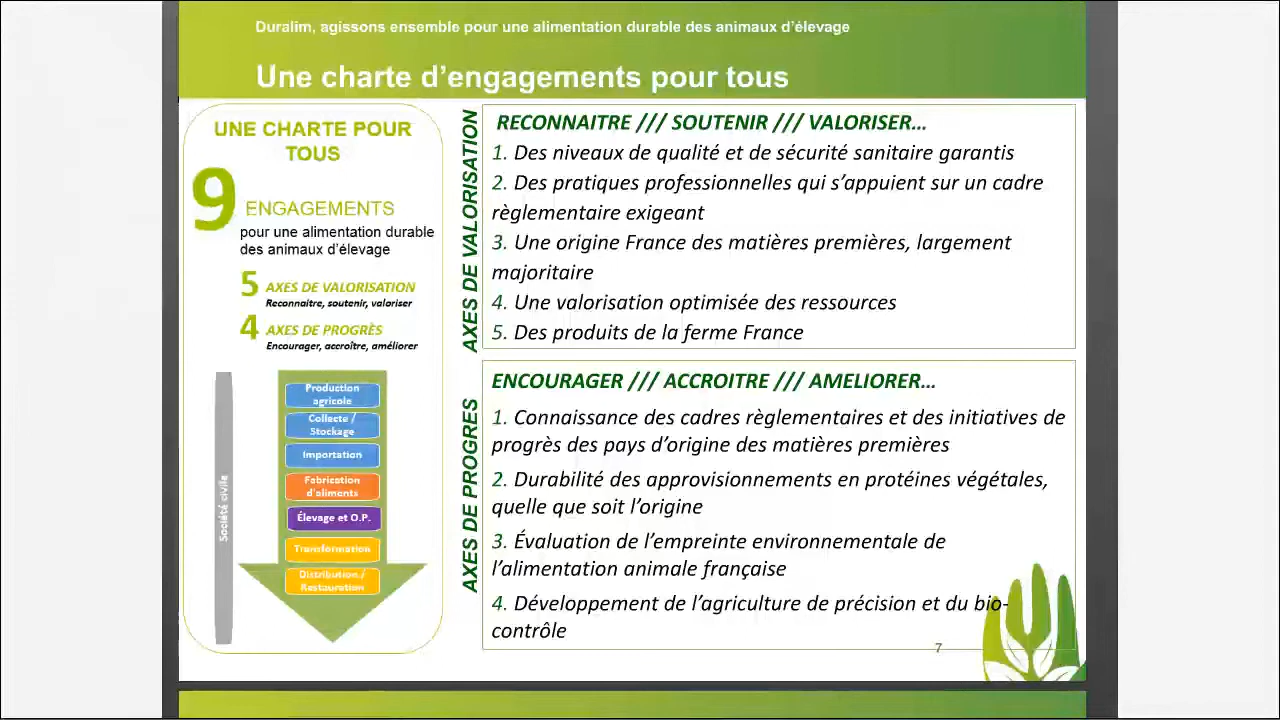 Duralim, agissons ensemble pour une alimentation durable des animaux d’élevage
Une charte d’engagements pour tous
UNE CHARTE POUR
TOUS
9 ENGAGEMENTS
pour une alimentation durable
des animaux d’élevage
5 AXES DE VALORISATION
Reconnaitre, soutenir, valoriser
4 AXES DE PROGRÈS
Encourager, accroître, améliorer
Société civile
Production
agricole
Collecte /
Stockage
Importation
Fabrication
d’aliments
Élevage et O.P.
Transformation
Distribution /
Restauration
AXES DE VALORISATION
RECONNAITRE /// SOUTENIR /// VALORISER…
1. Des niveaux de qualité et de sécurité sanitaire garantis
2. Des pratiques professionnelles qui s’appuient sur un cadre
règlementaire exigeant
3. Une origine France des matières premières, largement
majoritaire
4. Une valorisation optimisée des ressources
5. Des produits de la ferme France
AXES DE PROGRES
ENCOURAGER /// ACCROITRE /// AMELIORER…
1. Connaissance des cadres règlementaires et des initiatives de
progrès des pays d’origine des matières premières
2. Durabilité des approvisionnements en protéines végétales,
quelle que soit l’origine
3. Évaluation de l’empreinte environnementale de
l’alimentation animale française
4. Développement de l’agriculture de précision et du bio-
contrôle
7